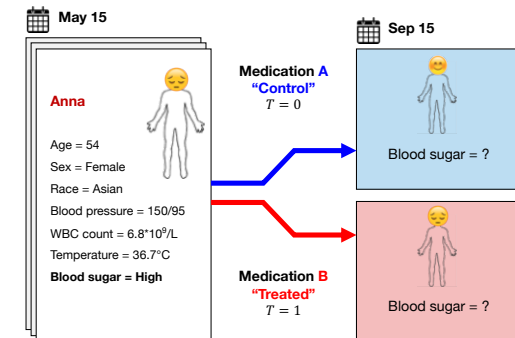 May 15
Anna
Age = 54
Sex = Female
Race = Asian
Blood pressure = 150/95
WBC count = 6.8*10⁹/L
Temperature = 36.7°C
Blood sugar = High
Medication A
“Control”
𝑇 = 0
Medication B
“Treated”
𝑇 = 1
Sep 15
Blood sugar = ?
Blood sugar = ?